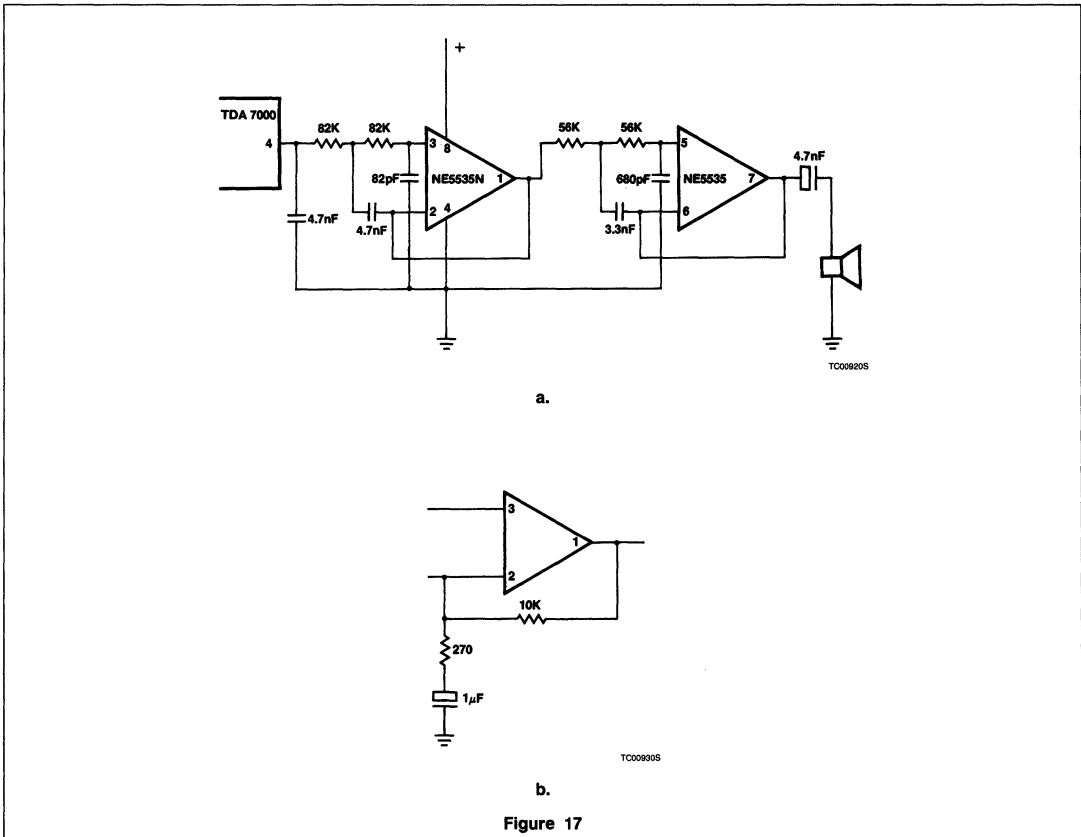 +
TDA 7000
4
82K
82K
3
8
NE5535N
1
82pF
4
2
4.7nF
4.7nF
56K
56K
5
NE5535
7
4.7nF
680pF
6
3.3nF
TC00920S
a.
3
1
2
10K
270
1μF
TC00930S
b.
Figure 17